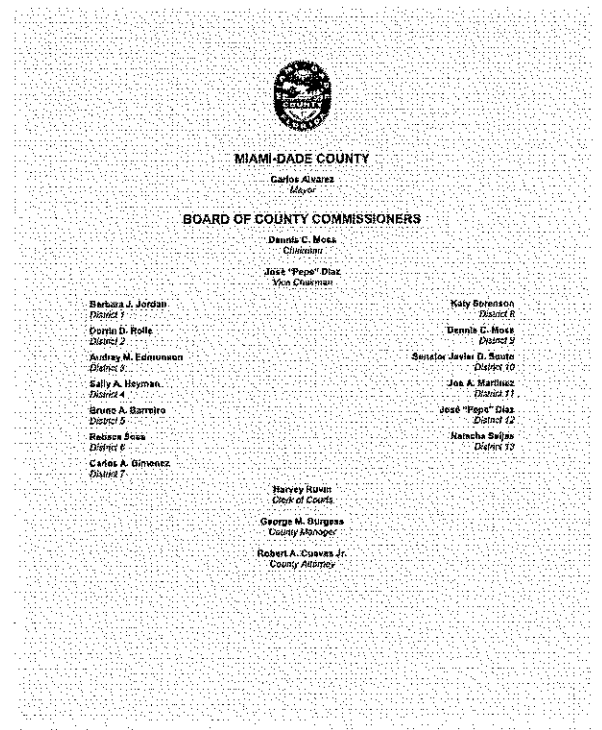 MIAMI-DADE COUNTY
FLORIDA
MIAMI-DADE COUNTY
Carlos Alvarez
Mayor
BOARD OF COUNTY COMMISSIONERS
Dennis C. Moss
Chairman
José "Pepe" Diaz
Vice Chairman
Barbara J. Jordan
District 1
Dorrin D. Rolle
District 2
Audrey M. Edmonson
District 3
Sally A. Heyman
District 4
Bruno A. Barreiro
District 5
Rebeca Sosa
District 6
Carlos A. Gimenez
District 7
Katy Sorenson
District 8
Dennis C. Moss
District 9
Senator Javier D. Souto
District 10
Joe A. Martinez
District 11
José "Pepe" Diaz
District 12
Natacha Seijas
District 13
Harvey Ruvin
Clerk of Courts
George M. Burgess
County Manager
Robert A. Cuevas Jr.
County Attorney